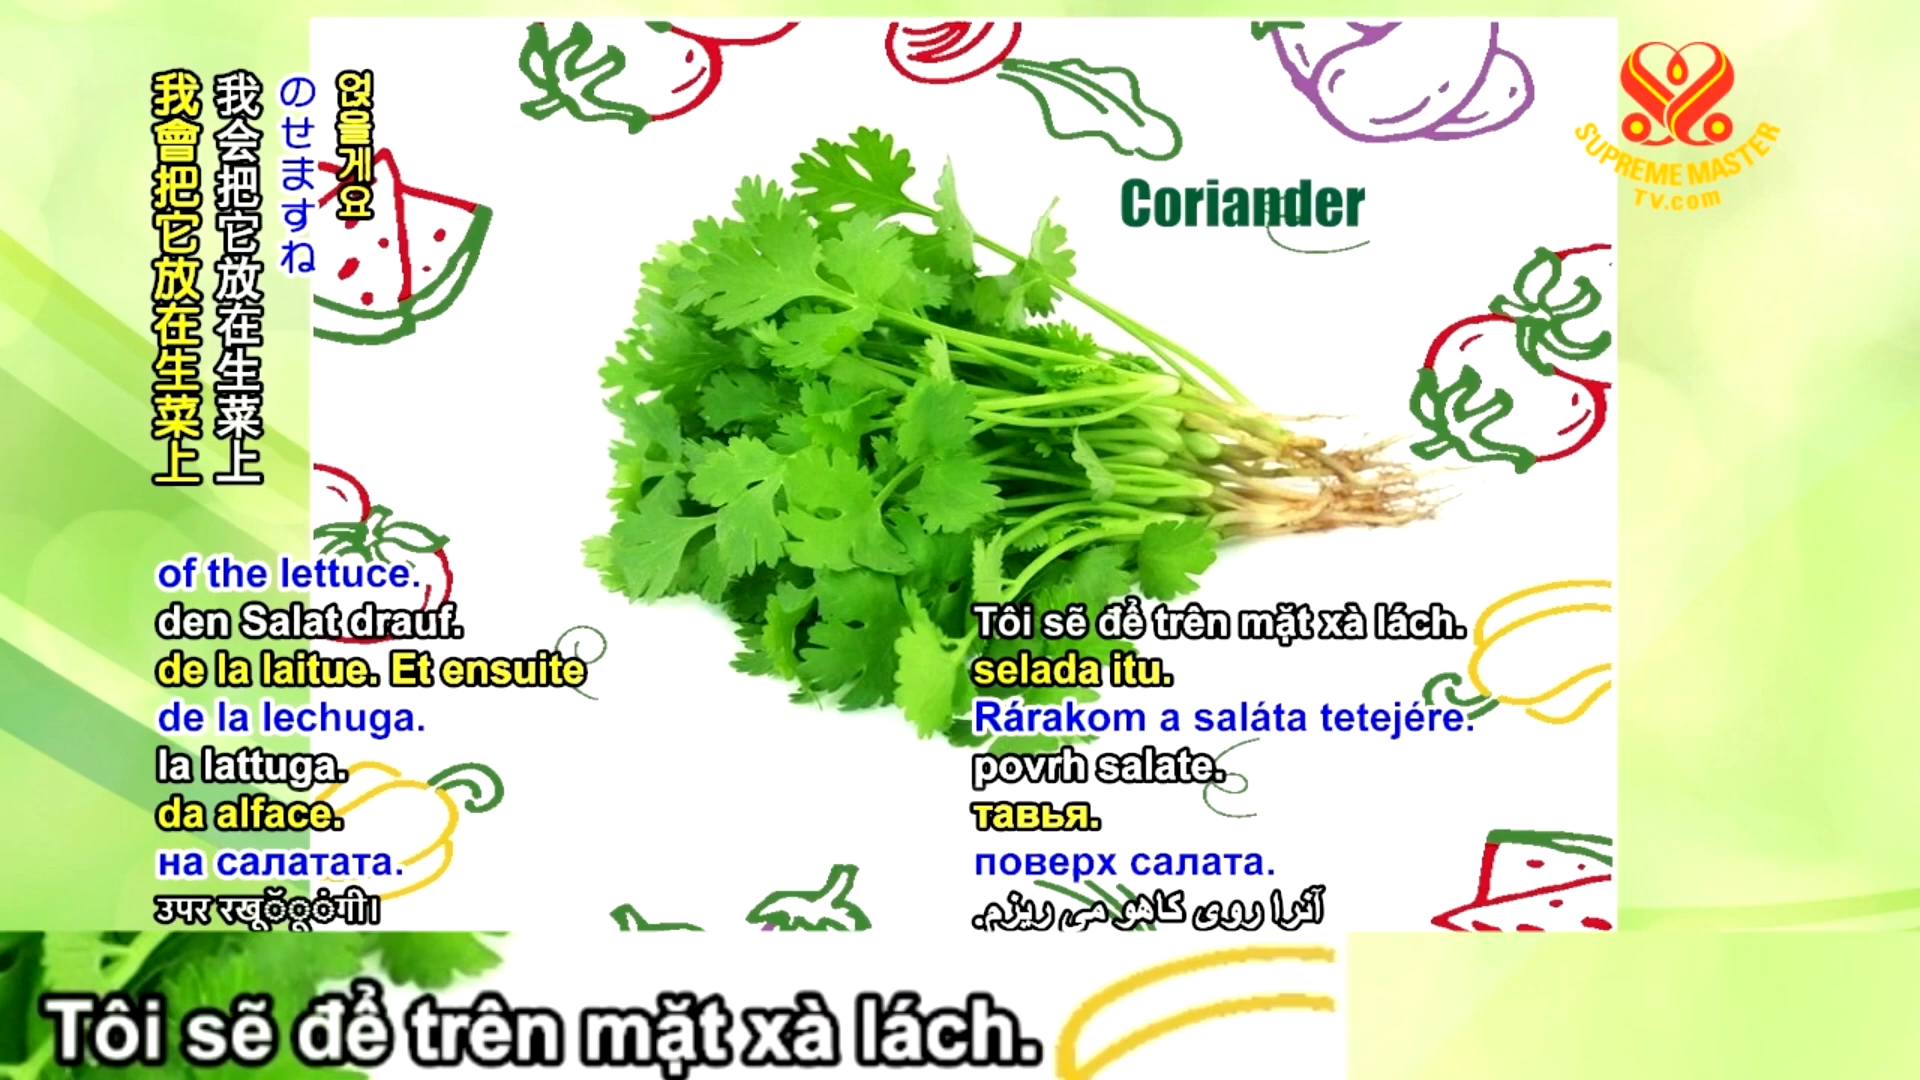 我會把它放在生菜上
我会把它放在生菜上
のせますね
얹을게요
Coriander
SUPREME MASTER
TV.com
of the lettuce.
den Salat drauf.
de la laitue. Et ensuite
de la lechuga.
la lattuga.
da alface.
на салатата.
Tôi sẽ để trên mặt xà lách.
selada itu.
Rárakom a saláta tetejére.
povrh salate.
тавья.
поверх салата.
آنرا روی کاهو می ریزم.
Tôi sẽ để trên mặt xà lách.